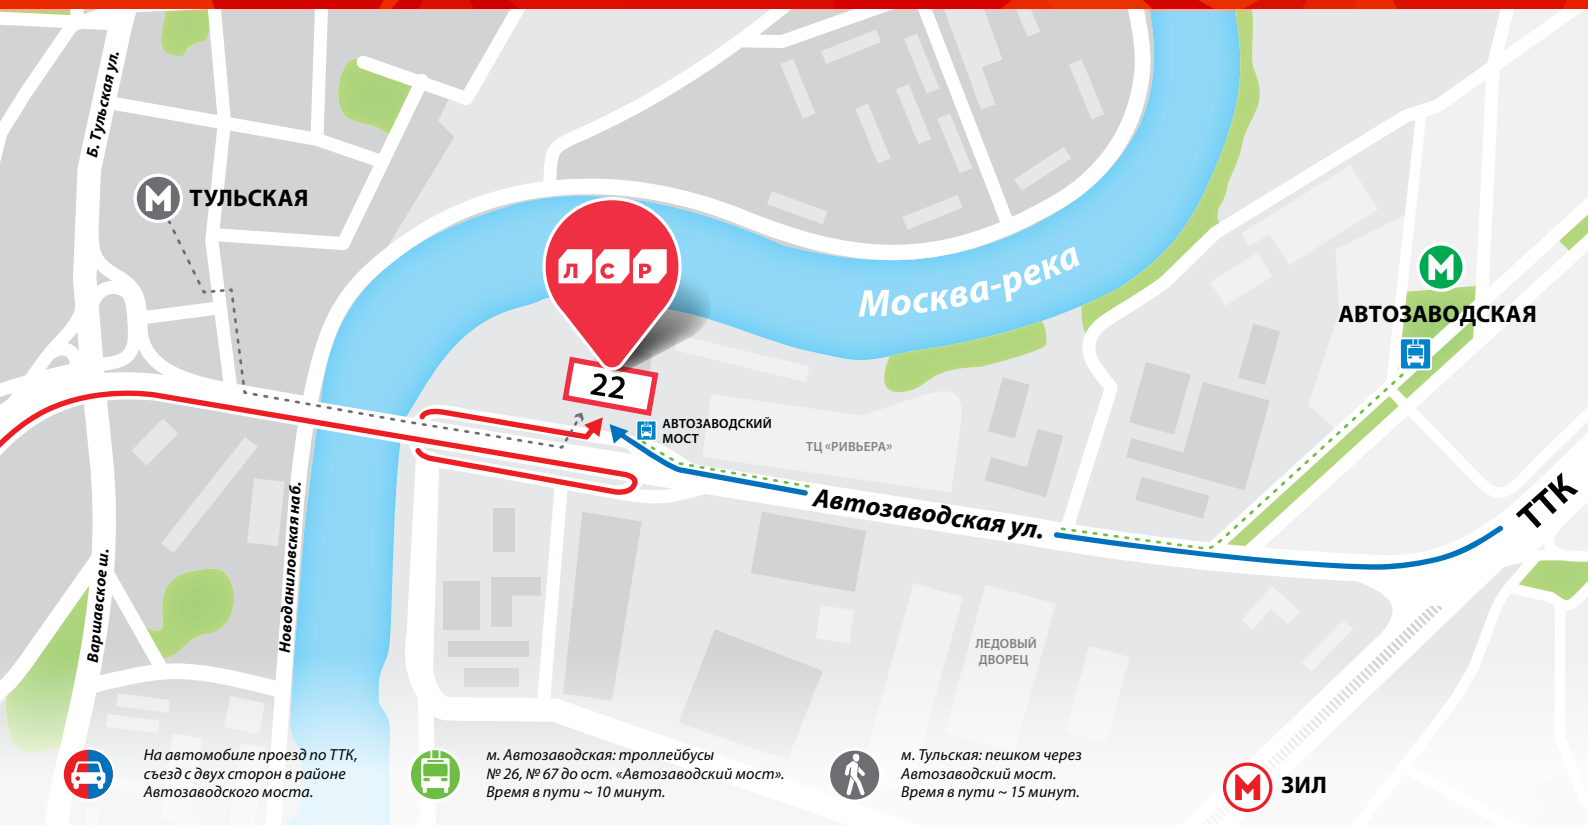 Б. Тульская ул.
М ТУЛЬСКАЯ
ЛСР
22
Москва-река
М
АВТОЗАВОДСКАЯ
АВТОЗАВОДСКИЙ
МОСТ
ТЦ «РИВЬЕРА»
Автозаводская ул.
ТТК
Новоданиловская наб.
Варшавское ш.
ЛЕДОВЫЙ
ДВОРЕЦ
На автомобиле проезд по ТТК,
съезд с двух сторон в районе
Автозаводского моста.
м. Автозаводская: троллейбусы
№ 26, № 67 до ост. «Автозаводский мост».
Время в пути ~ 10 минут.
м. Тульская: пешком через
Автозаводский мост.
Время в пути ~ 15 минут.
М ЗИЛ